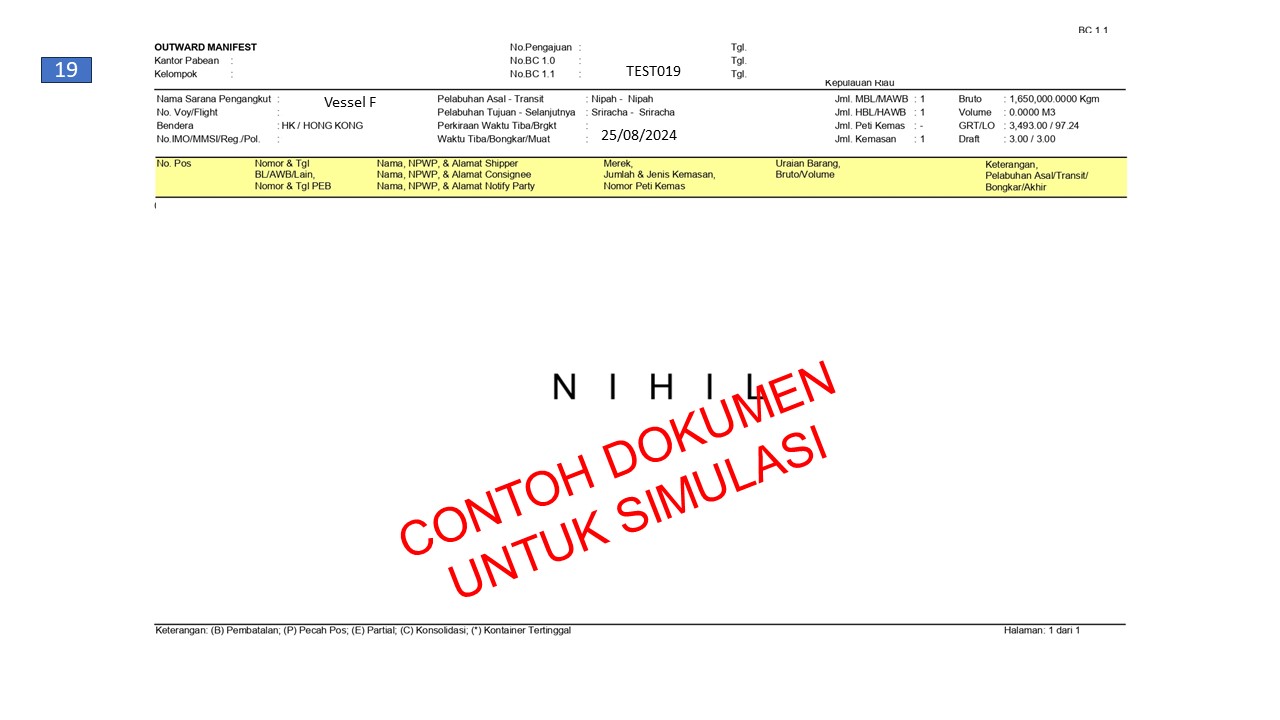 BC 1.1
19
OUTWARD MANIFEST No.Pengajuan : Tgl.
Kantor Pabean : No.BC 1.0 : Tgl.
Kelompok : No.BC 1.1 : TEST019 Tgl.
Kepulauan Riau
Nama Sarana Pengangkut : Vessel F Pelabuhan Asal - Transit : Nipah - Nipah Jml. MBL/MAWB : 1 Bruto : 1,650,000.0000 Kgm
No. Voy/Flight : Pelabuhan Tujuan - Selanjutnya : Sriracha - Sriracha Jml. HBL/HAWB : 1 Volume : 0.0000 M3
Bendera : HK / HONG KONG Perkiraan Waktu Tiba/Brgkt : Jml. Peti Kemas : - GRT/LO : 3,493.00 / 97.24
No.IMO/MMSI/Reg./Pol. : Waktu Tiba/Bongkar/Muat : 25/08/2024 Jml. Kemasan : 1 Draft : 3.00 / 3.00
No. Pos Nomor & Tgl Nama, NPWP, & Alamat Shipper Merek, Uraian Barang, Keterangan,
BL/AWB/Lain, Nama, NPWP, & Alamat Consignee Jumlah & Jenis Kemasan, Bruto/Volume Pelabuhan Asal/Transit/
Nomor & Tgl PEB Nama, NPWP, & Alamat Notify Party Nomor Peti Kemas Bongkar/Akhir
N I H I L
CONTOH DOKUMEN
UNTUK SIMULASI
Keterangan: (B) Pembatalan; (P) Pecah Pos; (E) Partial; (C) Konsolidasi; (*) Kontainer Tertinggal Halaman: 1 dari 1